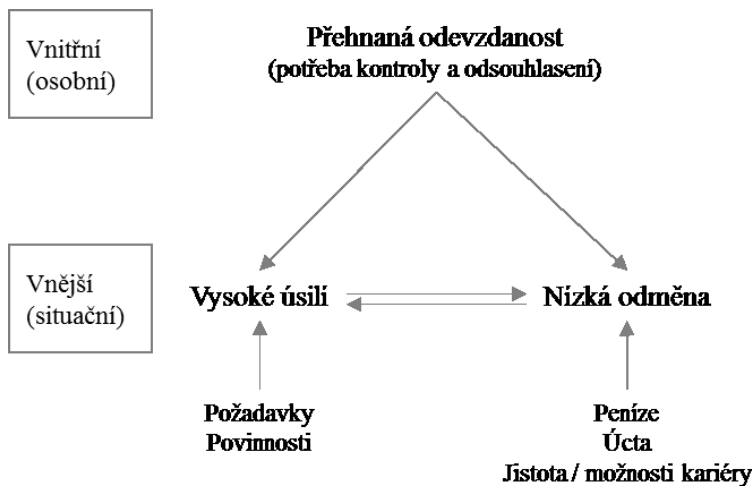 Vnitřní
(osobní)
Přehnaná odevzdanost
(potřeba kontroly a odsouhlasení)
Vnější
(situační)
Vysoké úsilí
Nízká odměna
Požadavky
Povinnosti
Peníze
Úcta
Jistota / možnosti kariéry